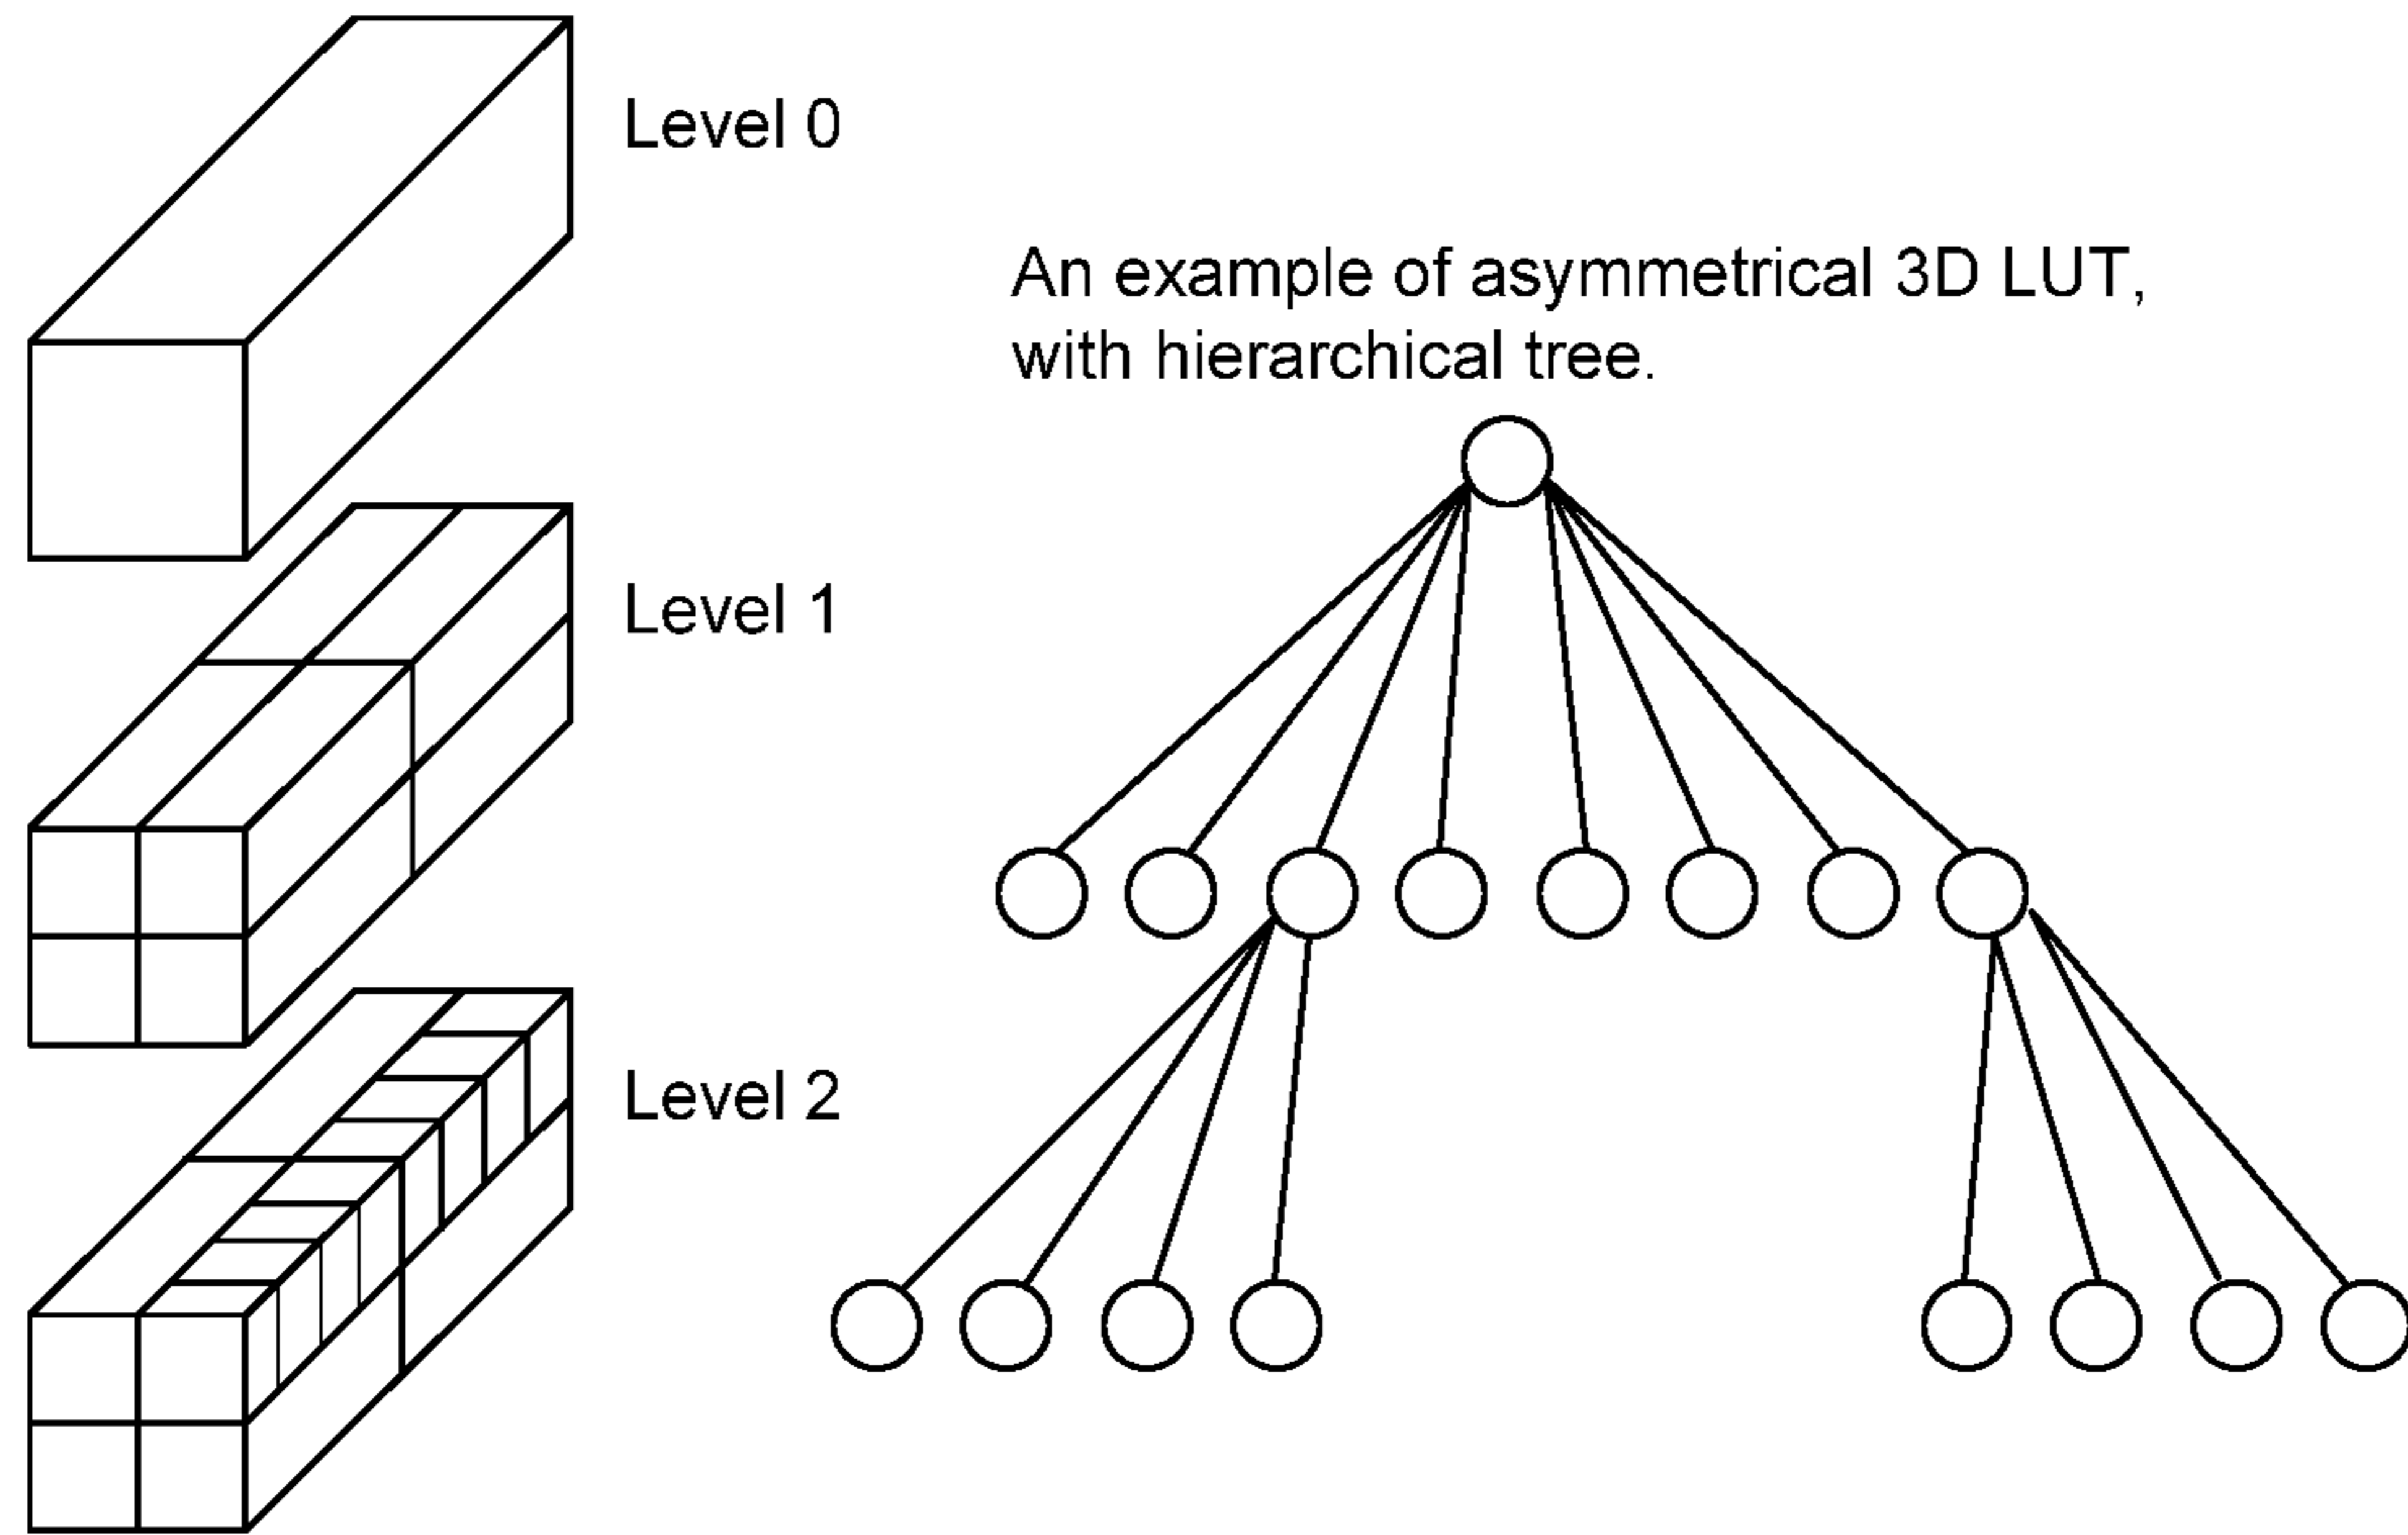 Level 0
An example of asymmetrical 3D LUT,
with hierarchical tree.
Level 1
Level 2